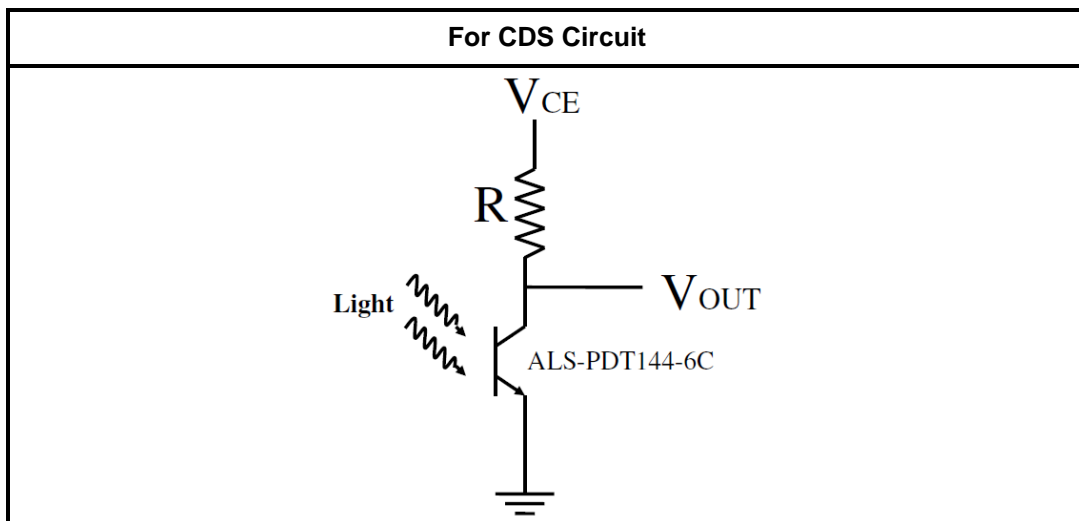 For CDS Circuit
VCE
R
VOUT
Light
ALS-PDT144-6C